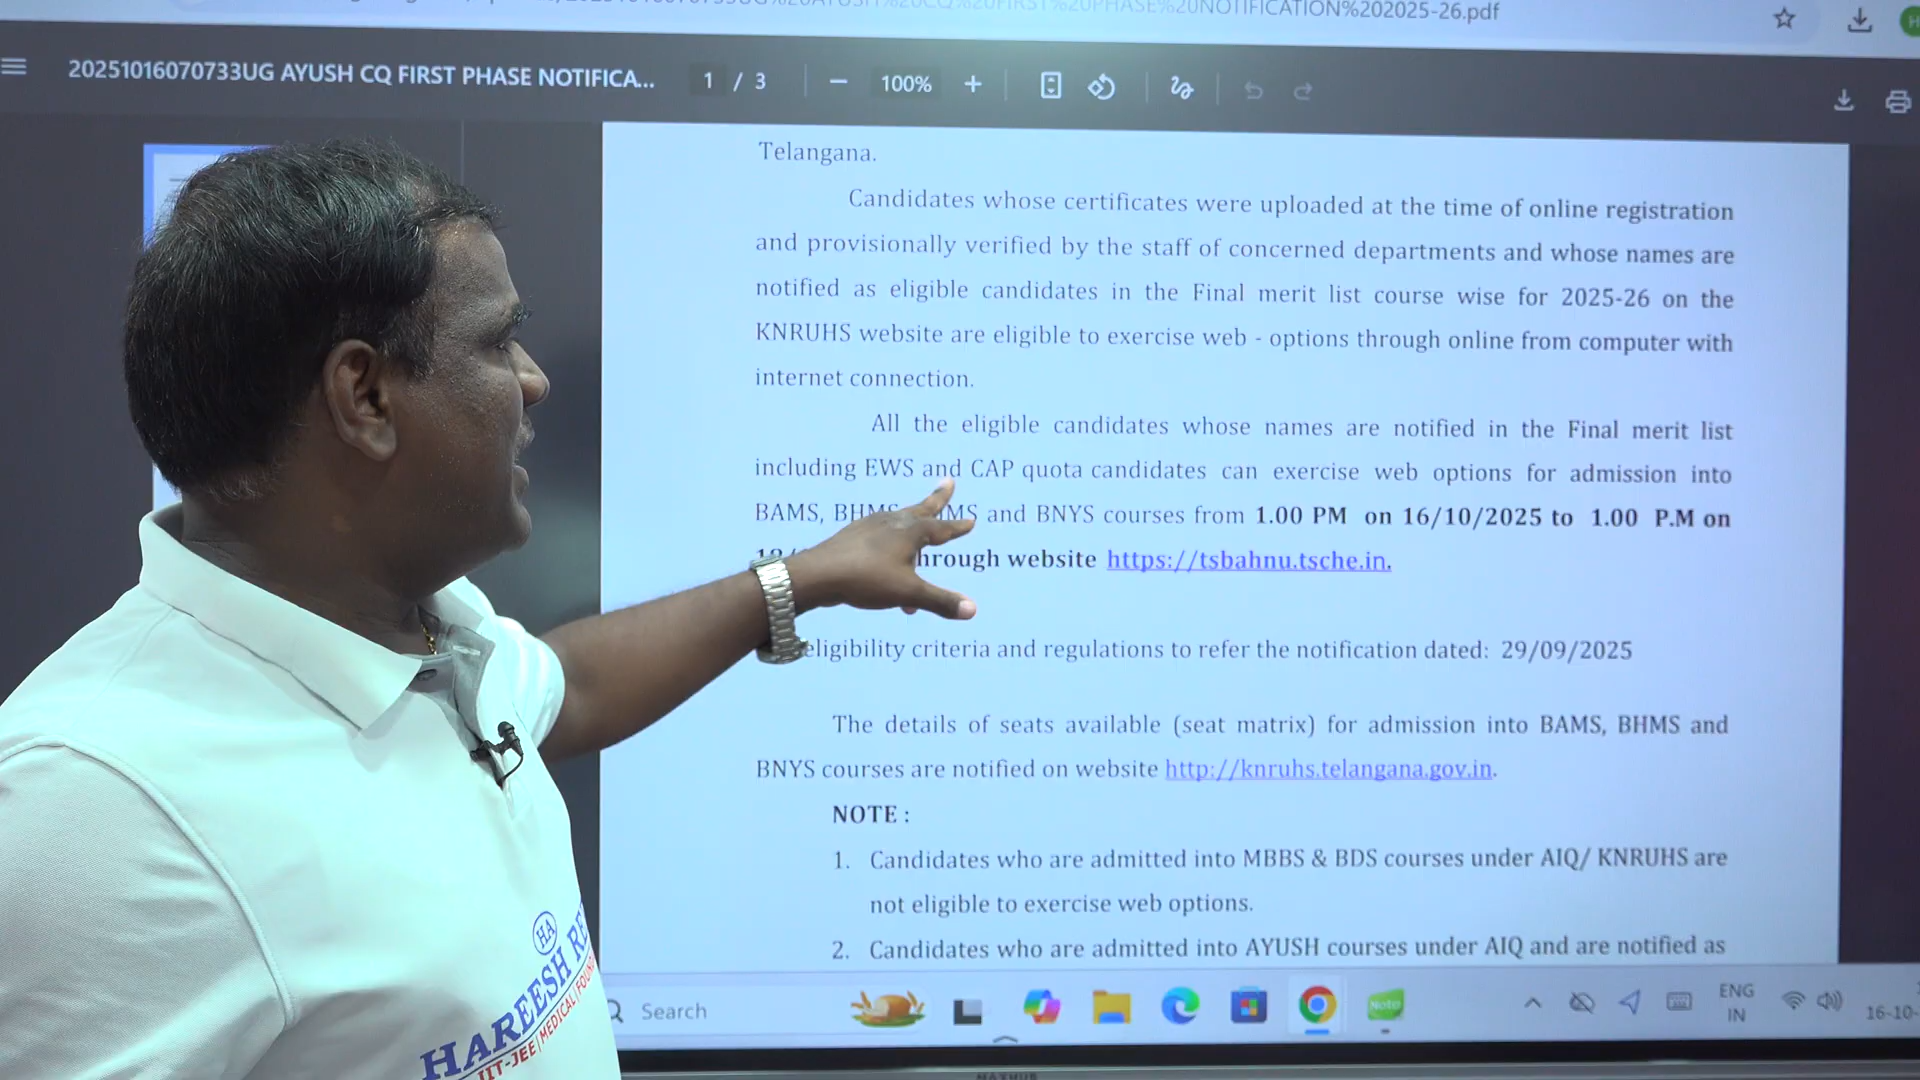 NOTIFICATION%202025-26.pdf
20251016070733UG AYUSH CQ FIRST PHASE NOTIFICA...
1 / 3
100%
Telangana.
Candidates whose certificates were uploaded at the time of online registration
and provisionally verified by the staff of concerned departments and whose names are
notified as eligible candidates in the Final merit list course wise for 2025-26 on the
KNRUHS website are eligible to exercise web - options through online from computer with
internet connection.
All the eligible candidates whose names are notified in the Final merit list
including EWS and CAP quota candidates can exercise web options for admission into
BAMS, BHMS and BNYS courses from 1.00 PM on 16/10/2025 to 1.00 P.M on
hrough website https://tsbahnu.tsche.in.
eligibility criteria and regulations to refer the notification dated: 29/09/2025
The details of seats available (seat matrix) for admission into BAMS, BHMS and
BNYS courses are notified on website http://knruhs.telangana.gov.in.
NOTE :
1. Candidates who are admitted into MBBS & BDS courses under AIQ/ KNRUHS are
not eligible to exercise web options.
2. Candidates who are admitted into AYUSH courses under AIQ and are notified as
Search
Note
ENG
IN
16-10-
HA
HAREESH RE
IIT-JEE|MEDICAL|FOUN